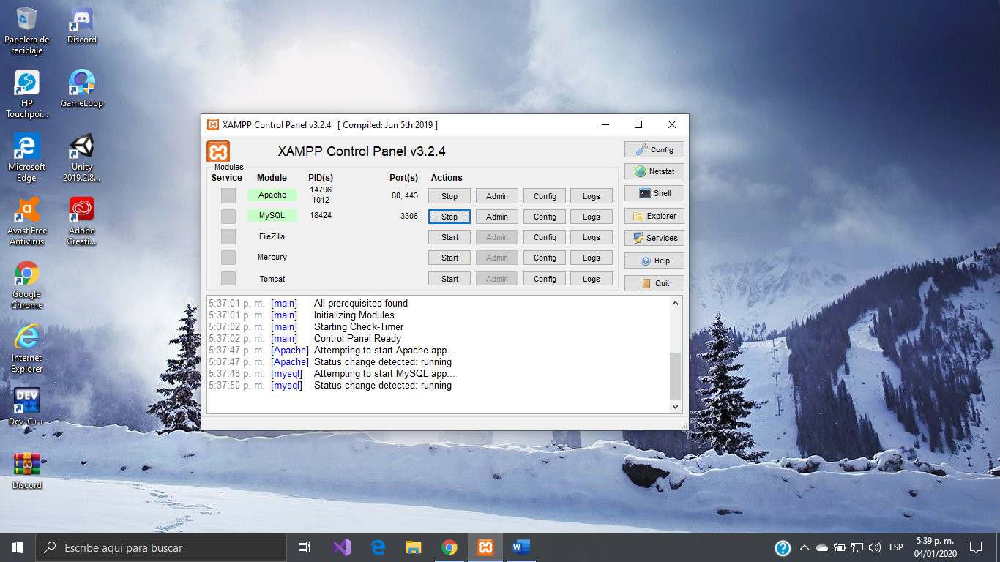 Papelera de
reciclaje
Discord
HP
Touchpoi...
GameLoop
Microsoft
Edge
Unity
2019.2.8...
Avast Free
Antivirus
Adobe
Creati...
Google
Chrome
Internet
Explorer
DEV
Dev-C++
Discord
XAMPP Control Panel v3.2.4 [ Compiled: Jun 5th 2019 ]
XAMPP Control Panel v3.2.4
Config
Modules
Service Module PID(s) Port(s) Actions
Netstat
Apache 14796 1012 80, 443 Stop Admin Config Logs
Shell
MySQL 18424 3306 Stop Admin Config Logs
Explorer
FileZilla Start Admin Config Logs
Services
Mercury Start Admin Config Logs
Help
Tomcat Start Admin Config Logs
Quit
5:37:01 p. m. [main] All prerequisites found
5:37:01 p. m. [main] Initializing Modules
5:37:02 p. m. [main] Starting Check-Timer
5:37:02 p. m. [main] Control Panel Ready
5:37:47 p. m. [Apache] Attempting to start Apache app...
5:37:47 p. m. [Apache] Status change detected: running
5:37:48 p. m. [mysql] Attempting to start MySQL app...
5:37:50 p. m. [mysql] Status change detected: running
Escribe aquí para buscar
ESP
5:39 p. m.
04/01/2020